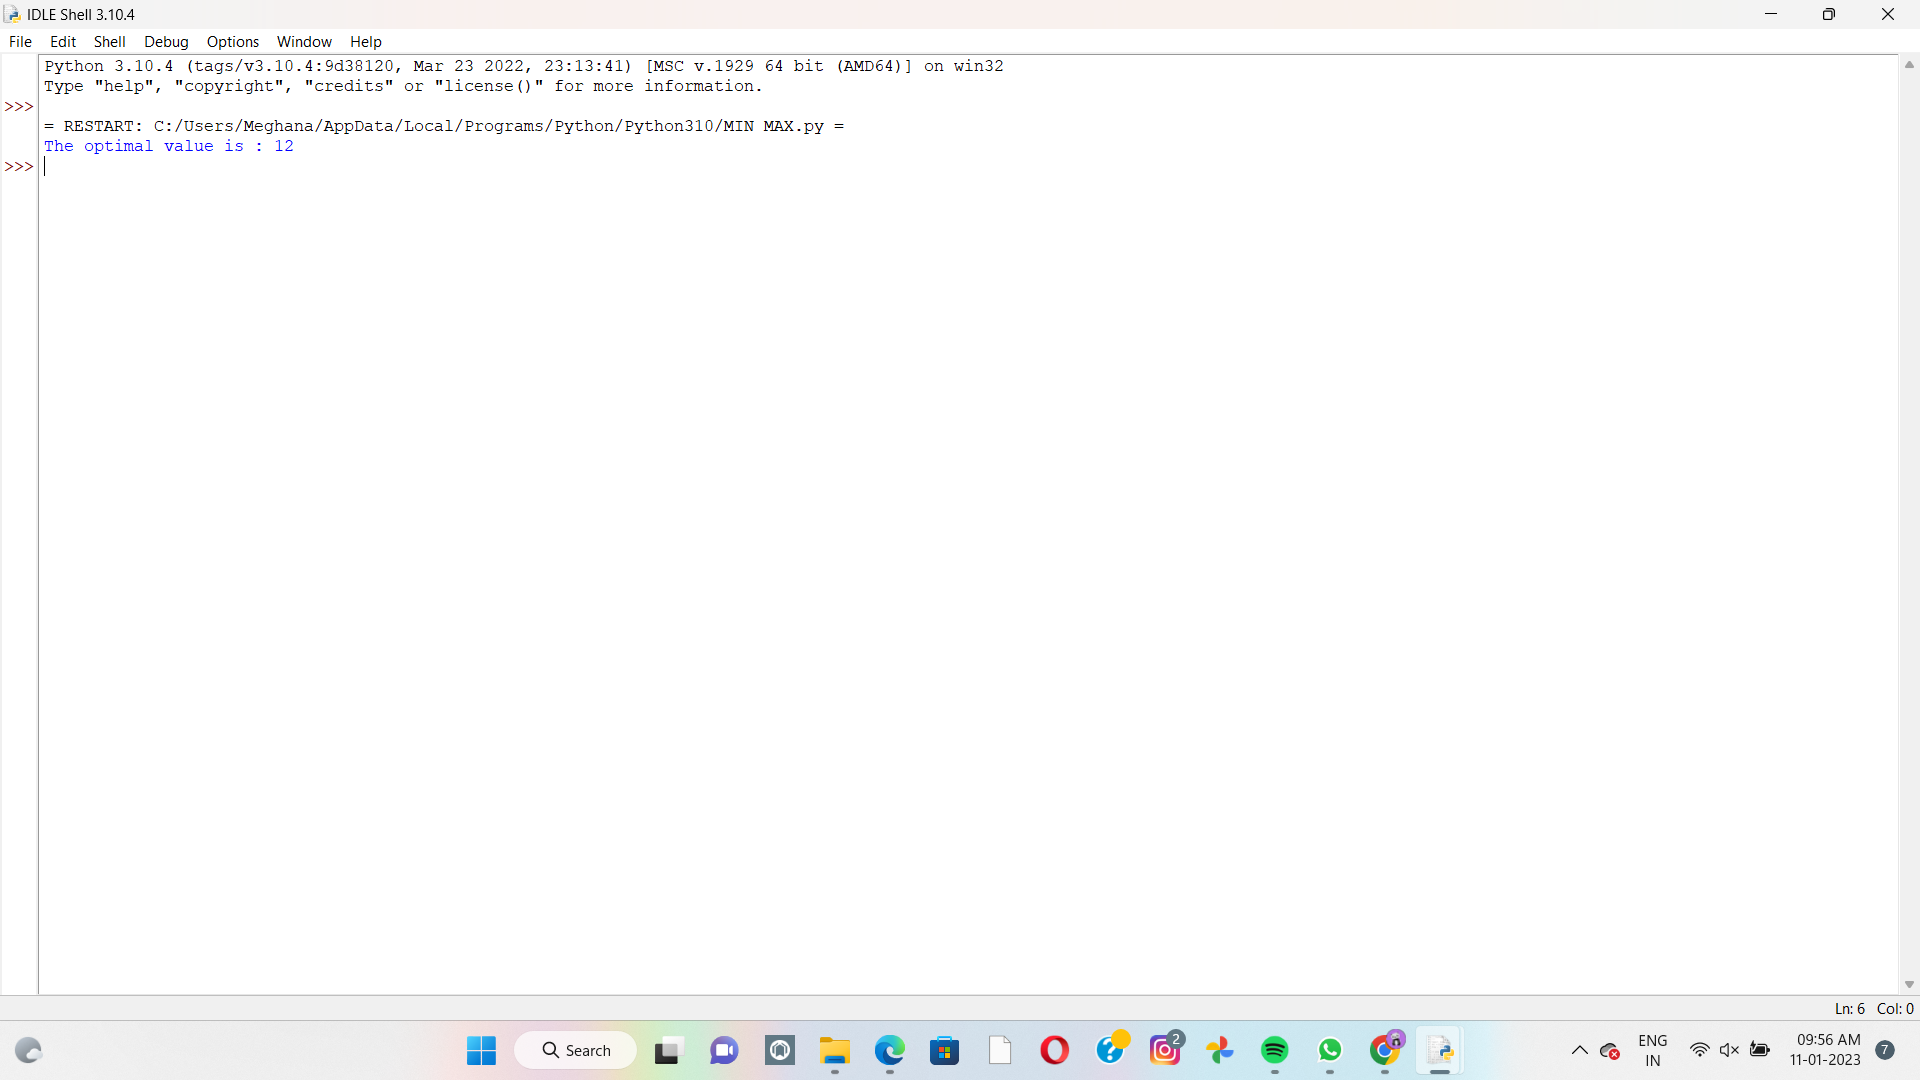 IDLE Shell 3.10.4
File Edit Shell Debug Options Window Help
Python 3.10.4 (tags/v3.10.4:9d38120, Mar 23 2022, 23:13:41) [MSC v.1929 64 bit (AMD64)] on win32
Type "help", "copyright", "credits" or "license()" for more information.
>>>
= RESTART: C:/Users/Meghana/AppData/Local/Programs/Python/Python310/MIN MAX.py =
The optimal value is : 12
>>>
Ln: 6 Col: 0
Search
2
ENG
IN
09:56 AM
11-01-2023
7